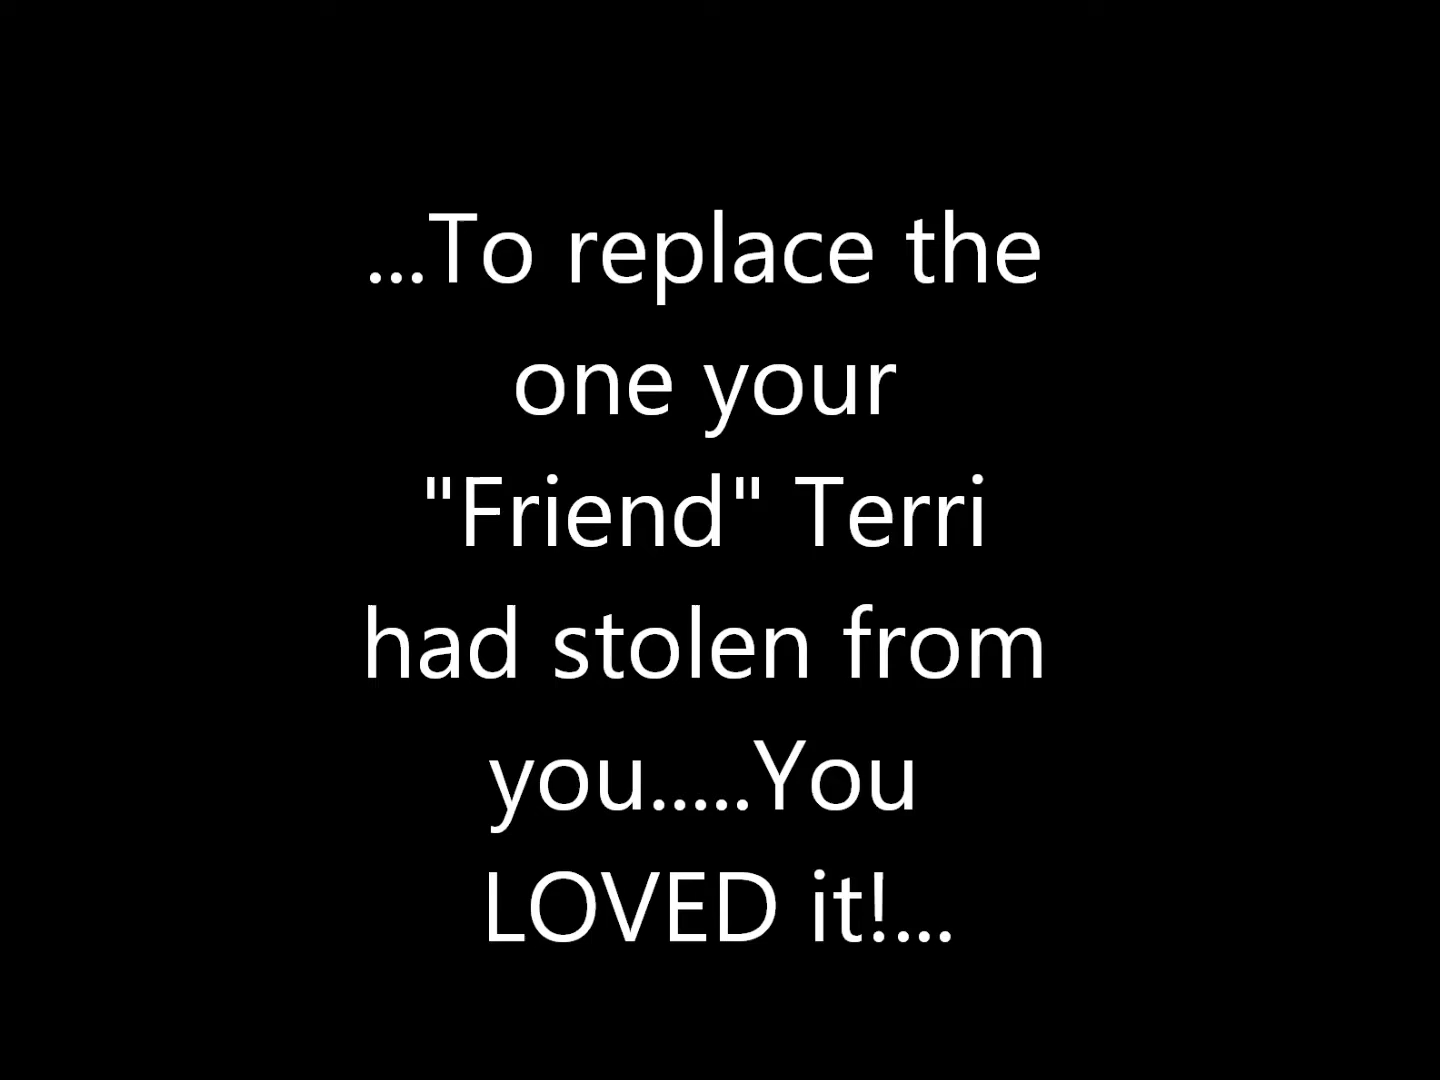 ...To replace the
one your
"Friend" Terri
had stolen from
you.....You
LOVED it!...